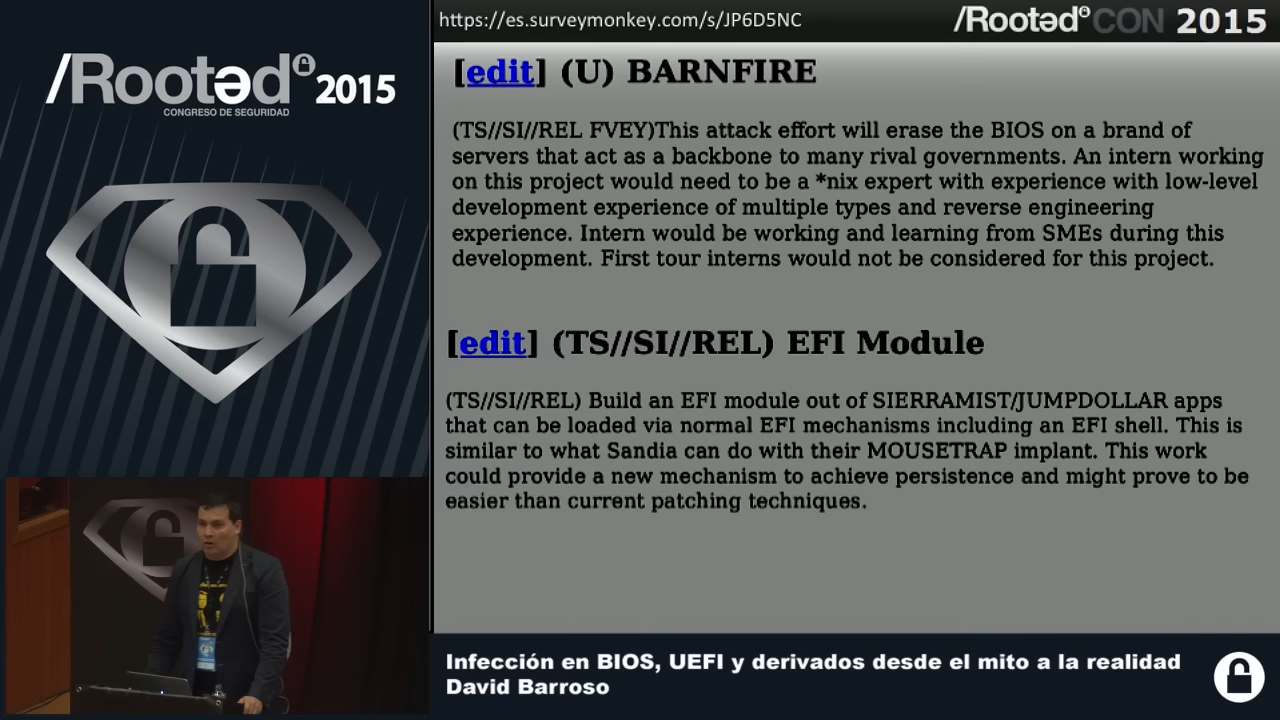 https://es.surveymonkey.com/s/JP6D5NC
/RootedCON 2015
/Rootəd 2015
CONGRESO DE SEGURIDAD
[edit] (U) BARNFIRE
(TS//SI//REL FVEY)This attack effort will erase the BIOS on a brand of
servers that act as a backbone to many rival governments. An intern working
on this project would need to be a *nix expert with experience with low-level
development experience of multiple types and reverse engineering
experience. Intern would be working and learning from SMEs during this
development. First tour interns would not be considered for this project.
[edit] (TS//SI//REL) EFI Module
(TS//SI//REL) Build an EFI module out of SIERRAMIST/JUMPDOLLAR apps
that can be loaded via normal EFI mechanisms including an EFI shell. This is
similar to what Sandia can do with their MOUSETRAP implant. This work
could provide a new mechanism to achieve persistence and might prove to be
easier than current patching techniques.
Infección en BIOS, UEFI y derivados desde el mito a la realidad
David Barroso